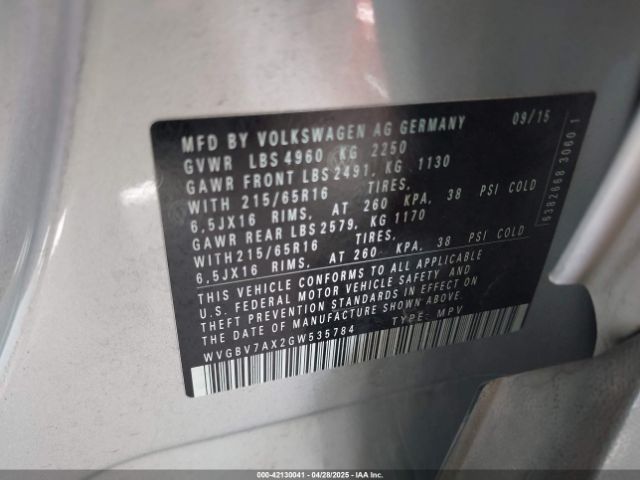 MFD BY VOLKSWAGEN AG GERMANY 09/15
GVWR LBS 4960 KG 2250
GAWR FRONT LBS 2491, KG 1130
WITH 215/65R16 TIRES,
6,5JX16 RIMS, AT 260 KPA, 38 PSI COLD
GAWR REAR LBS 2579, KG 1170
WITH 215/65R16 TIRES,
6,5JX16 RIMS, AT 260 KPA, 38 PSI COLD
THIS VEHICLE CONFORMS TO ALL APPLICABLE
U.S. FEDERAL MOTOR VEHICLE SAFETY AND
THEFT PREVENTION STANDARDS IN EFFECT ON
THE DATE OF MANUFACTURE SHOWN ABOVE.
WVGBV7AX2GW535784 TYPE: MPV
6382668 3060 1
000-42130041 | 04/28/2025 | IAA Inc.